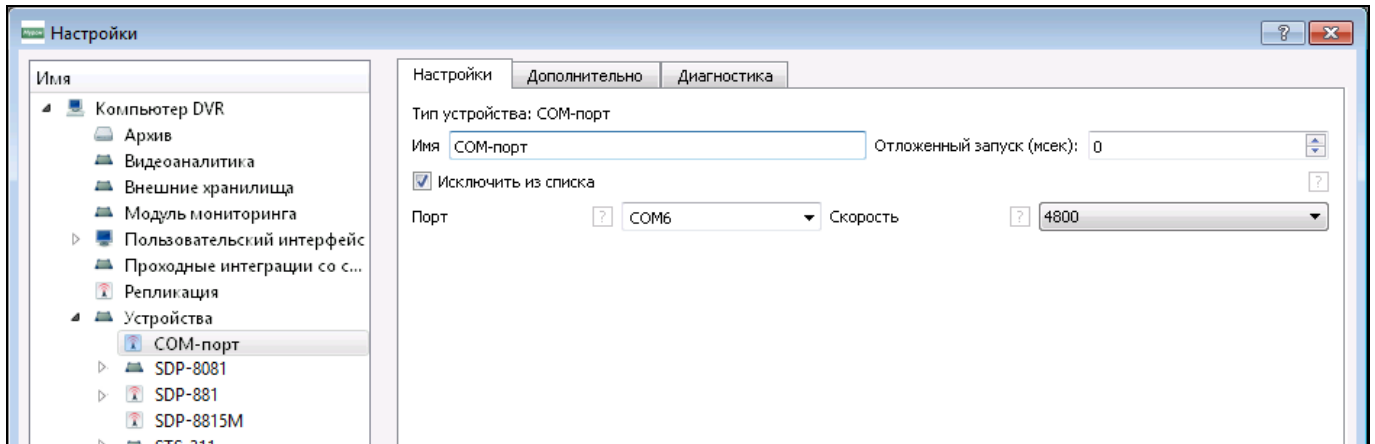 Настройки
Имя
Компьютер DVR
Архив
Видеоаналитика
Внешние хранилища
Модуль мониторинга
Пользовательский интерфейс
Проходные интеграции со с...
Репликация
Устройства
COM-порт
SDP-8081
SDP-881
SDP-8815M
STS-311
Настройки Дополнительно Диагностика
Тип устройства: COM-порт
Имя COM-порт Отложенный запуск (мсек): 0
Исключить из списка ?
Порт ? COM6 Скорость ? 4800